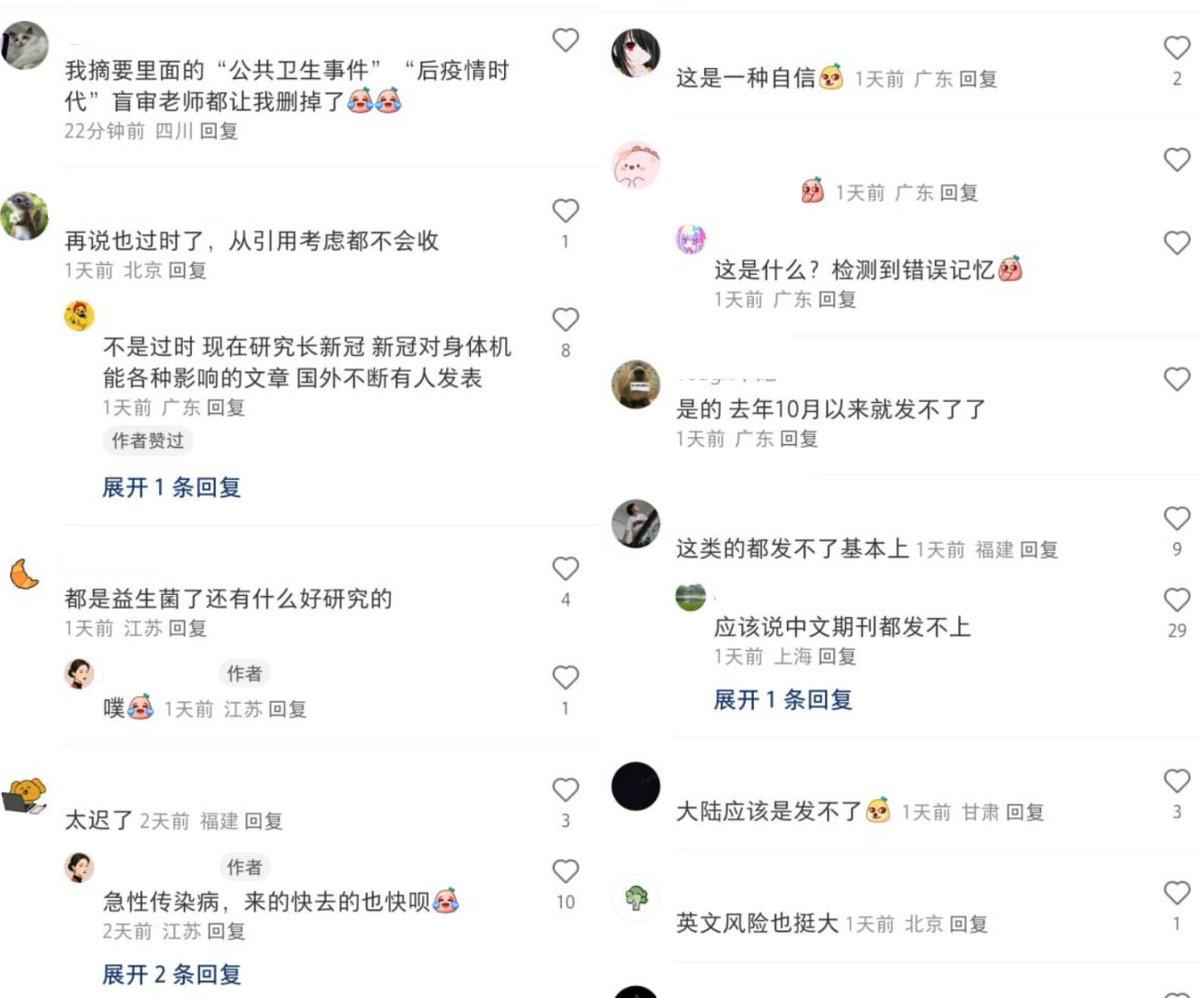 我摘要里面的“公共卫生事件”“后疫情时
代”盲审老师都让我删掉了
22分钟前 四川 回复
再说也过时了，从引用考虑都不会收
1
1天前 北京 回复
不是过时 现在研究长新冠 新冠对身体机
能各种影响的文章 国外不断有人发表
8
1天前 广东 回复
作者赞过
展开 1 条回复
都是益生菌了还有什么好研究的
4
1天前 江苏 回复
作者
噗 1天前 江苏 回复
1
太迟了 2天前 福建 回复
3
作者
急性传染病，来的快去的也快呗
10
2天前 江苏 回复
展开 2 条回复
这是一种自信 1天前 广东 回复
2
1天前 广东 回复
这是什么？检测到错误记忆
1天前 广东 回复
是的 去年10月以来就发不了了
1天前 广东 回复
这类的都发不了基本上 1天前 福建 回复
9
应该说中文期刊都发不上
29
1天前 上海 回复
展开 1 条回复
大陆应该是发不了 1天前 甘肃 回复
3
英文风险也挺大 1天前 北京 回复
1